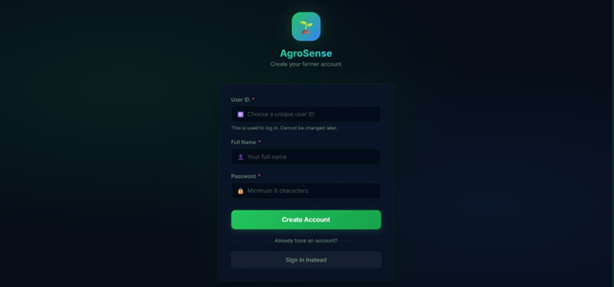 AgroSense
Create your farmer account
User ID *
Choose a unique user ID
This is used to log in. Cannot be changed later.
Full Name *
Your full name
Password *
Minimum 6 characters
Create Account
Already have an account?
Sign In Instead